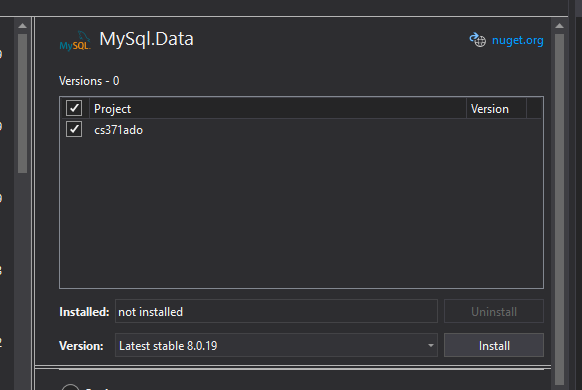 MySQL. MySql.Data nuget.org
Versions - 0
Project Version
cs371ado
Installed: not installed Uninstall
Version: Latest stable 8.0.19 Install